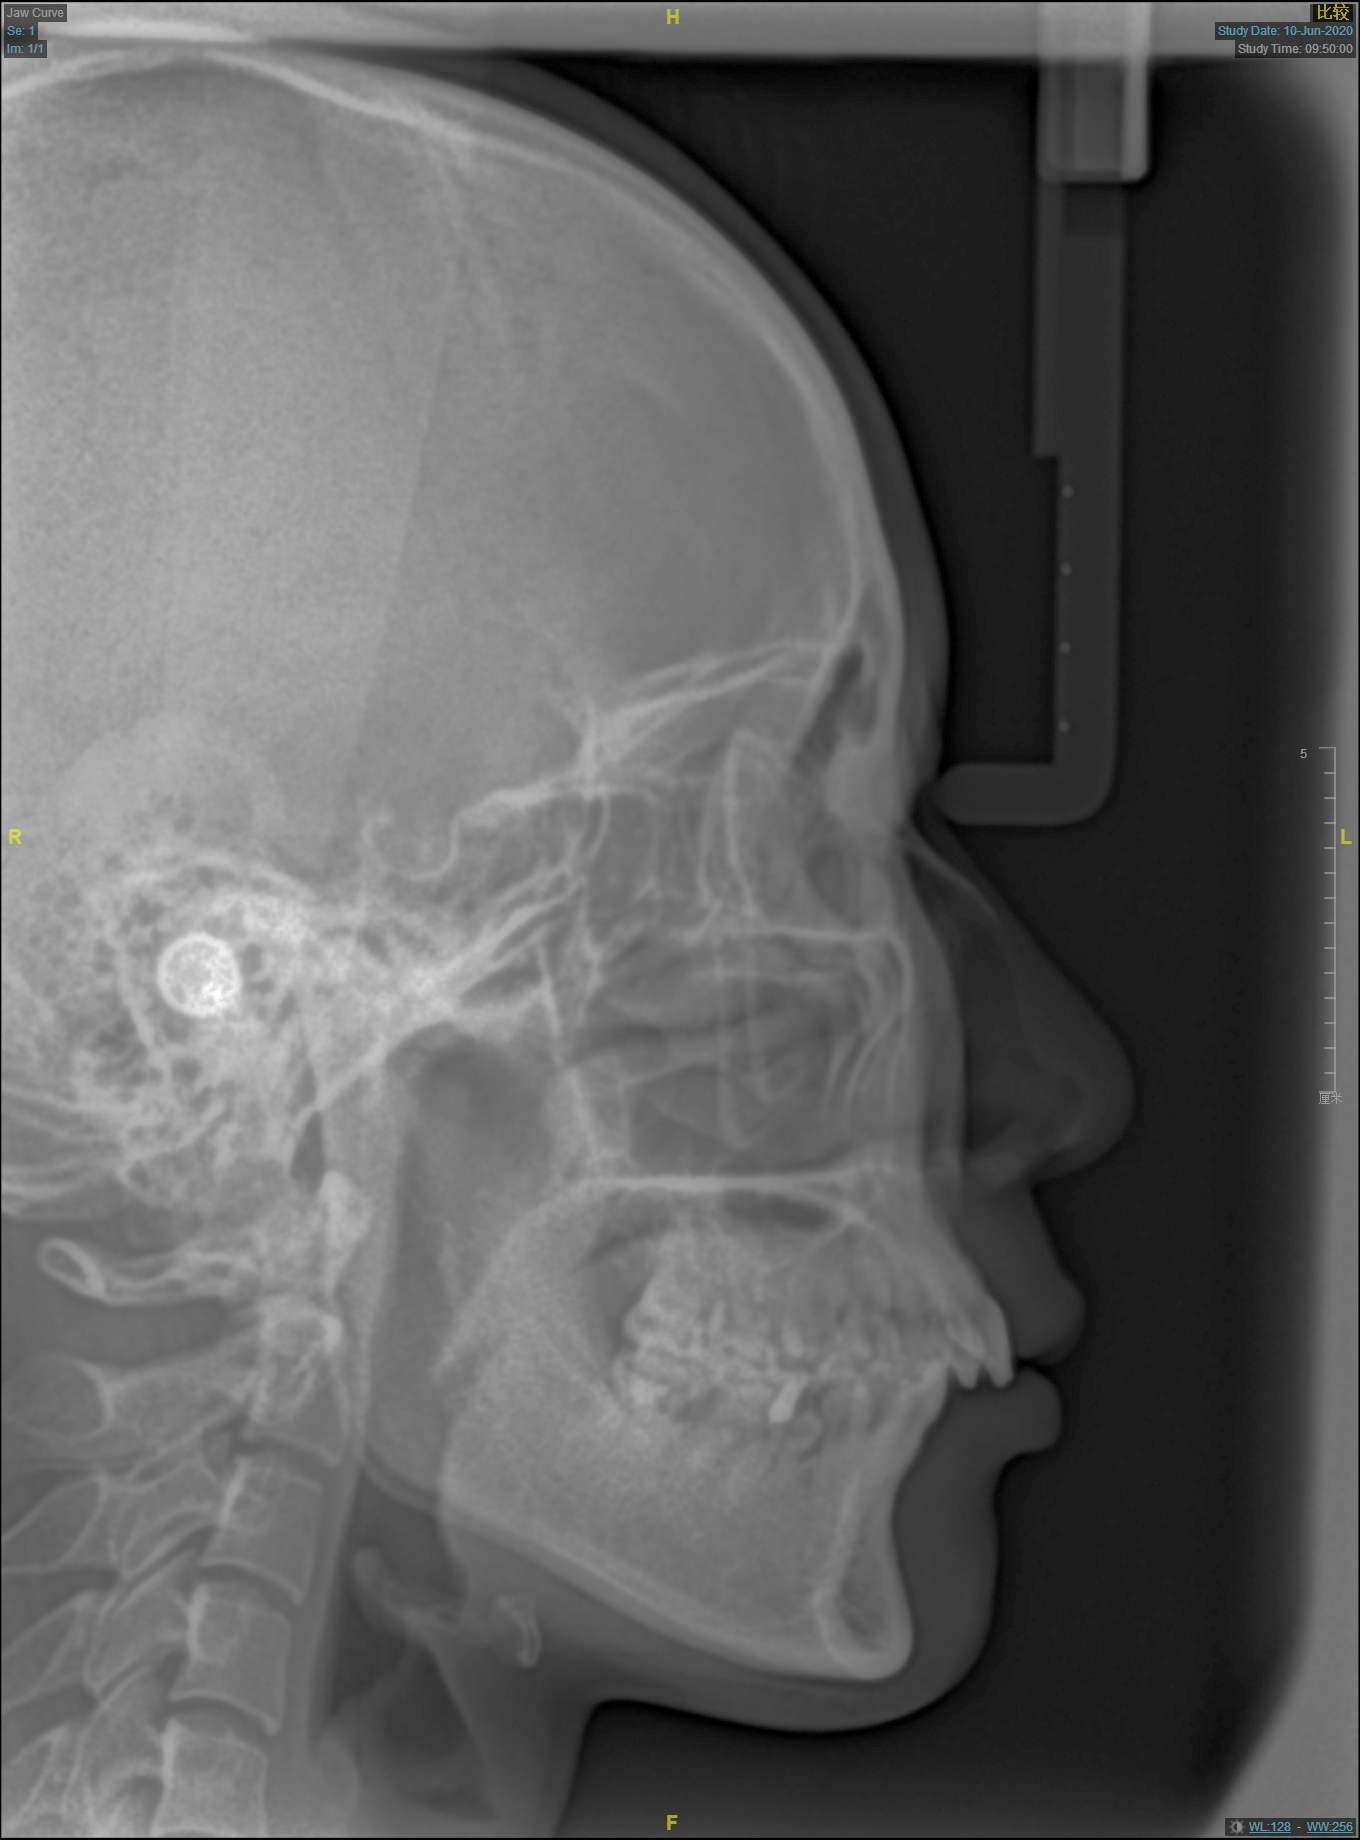 Jaw Curve
Se: 1
Im: 1/1
H
比较
Study Date: 10-Jun-2020
Study Time: 09:50:00
5
R
L
厘米
F
WL:128 - WW:256